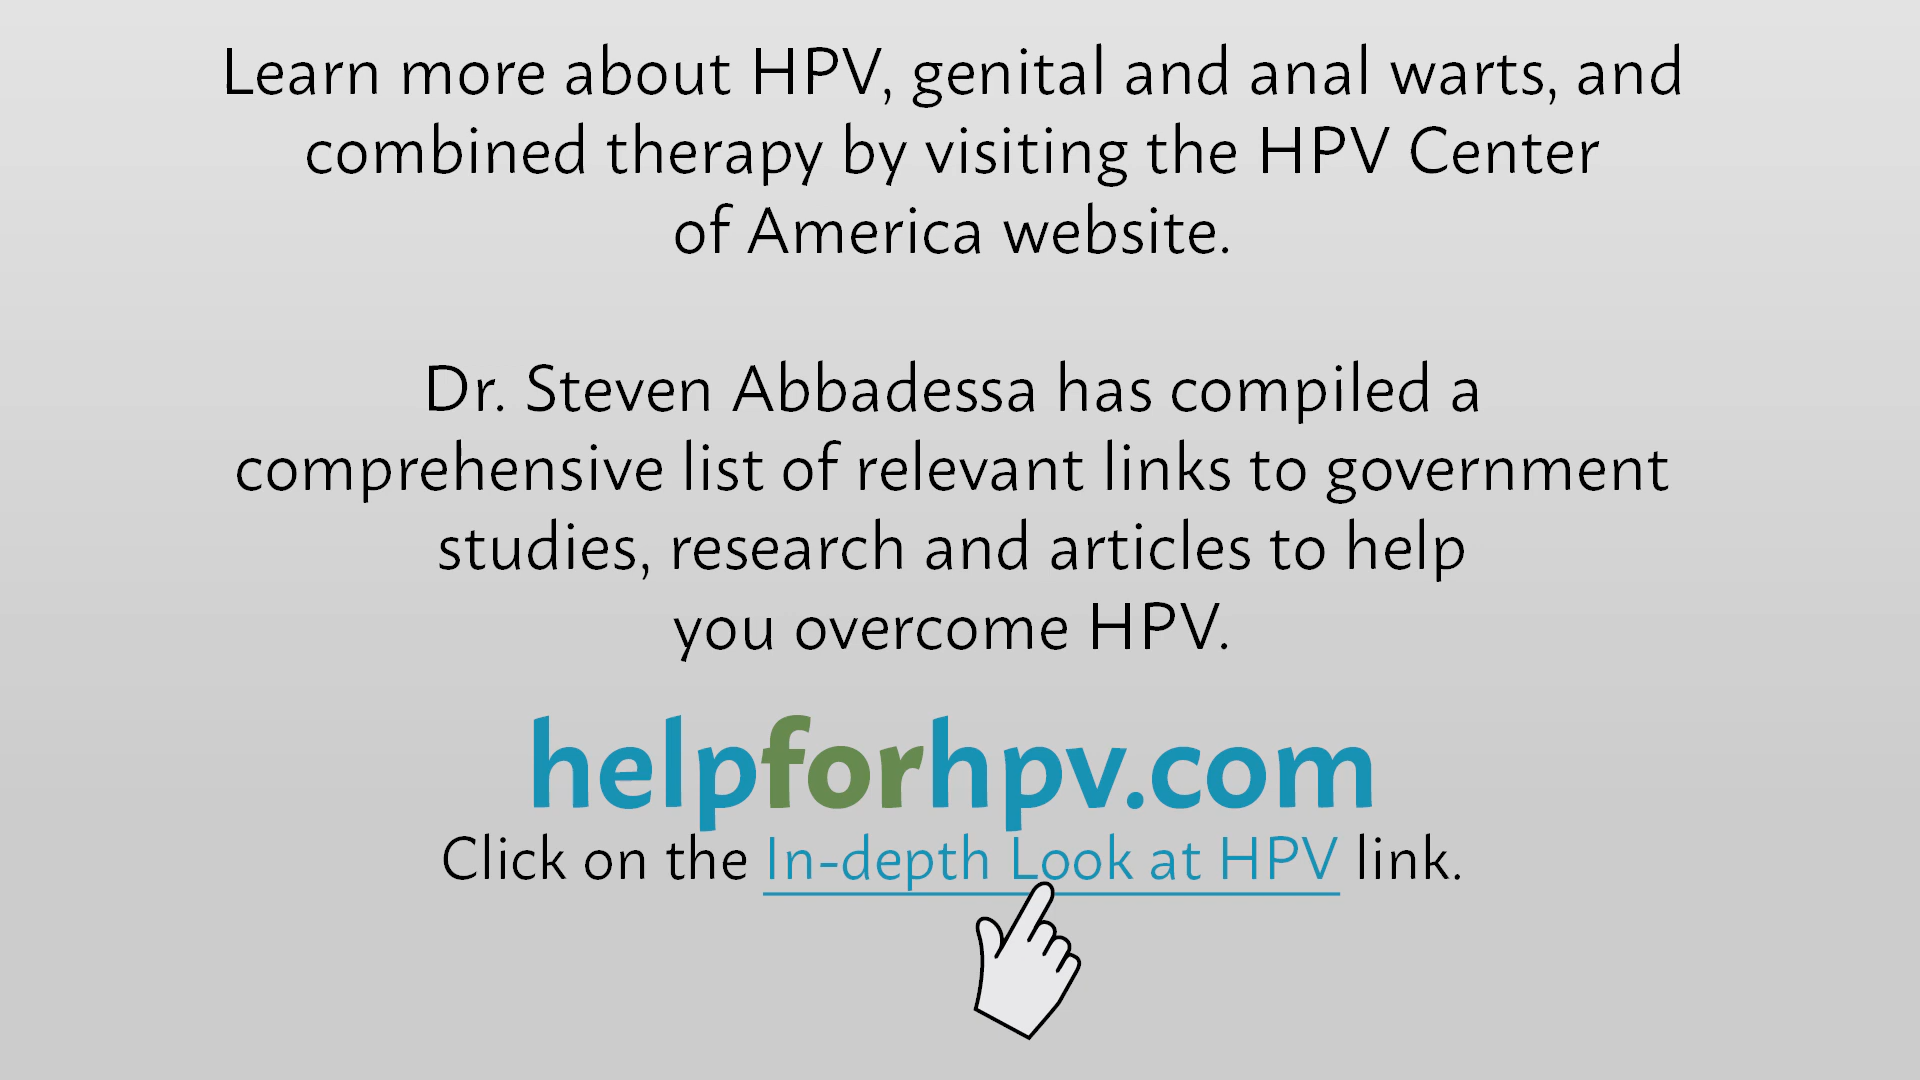 Learn more about HPV, genital and anal warts, and
combined therapy by visiting the HPV Center
of America website.
Dr. Steven Abbadessa has compiled a
comprehensive list of relevant links to government
studies, research and articles to help
you overcome HPV.
helpforhpv.com
Click on the In-depth Look at HPV link.